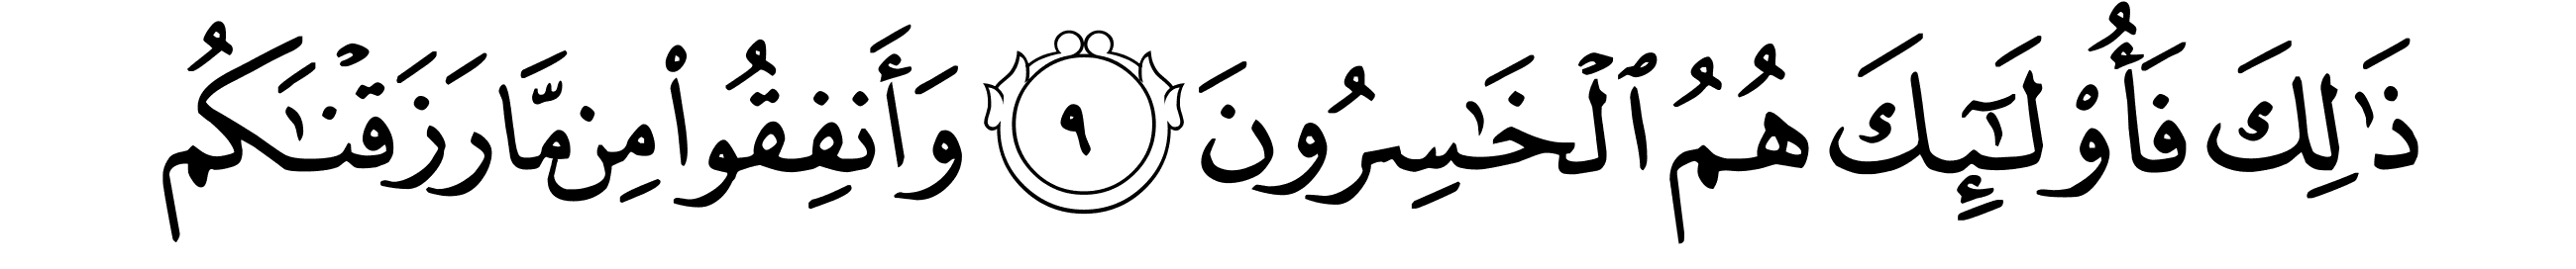 ذَٰلِكَ فَأُو۟لَـٰٓئِكَ هُمُ ٱلْخَـٰسِرُونَ ٩ وَأَنفِقُوا۟ مِن مَّا رَزَقْنَـٰكُم